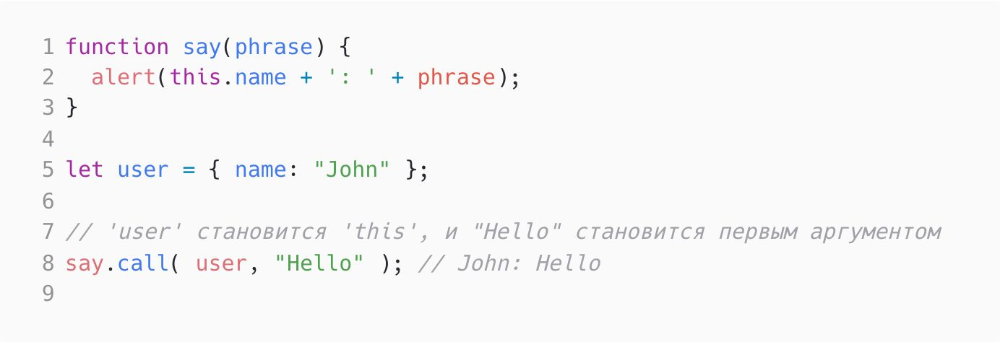 1 function say(phrase) {
2   alert(this.name + ': ' + phrase);
3 }
4
5 let user = { name: "John" };
6
7 // 'user' становится 'this', и "Hello" становится первым аргументом
8 say.call( user, "Hello" ); // John: Hello
9